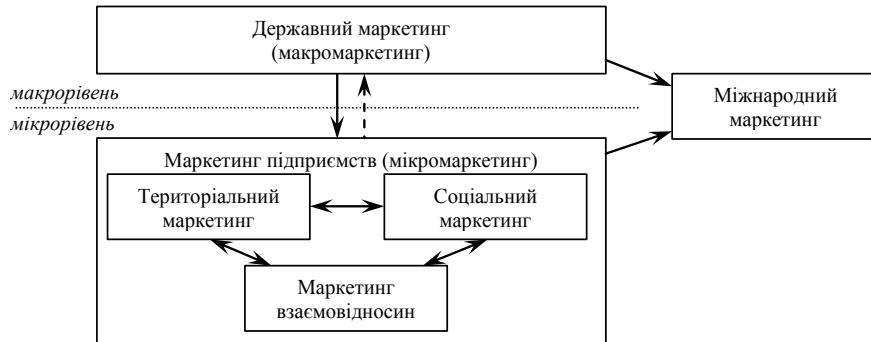 Державний маркетинг
(макромаркетинг)
макрорівень
мікрорівень
Міжнародний
маркетинг
Маркетинг підприємств (мікромаркетинг)
Територіальний
маркетинг
Соціальний
маркетинг
Маркетинг
взаємовідносин